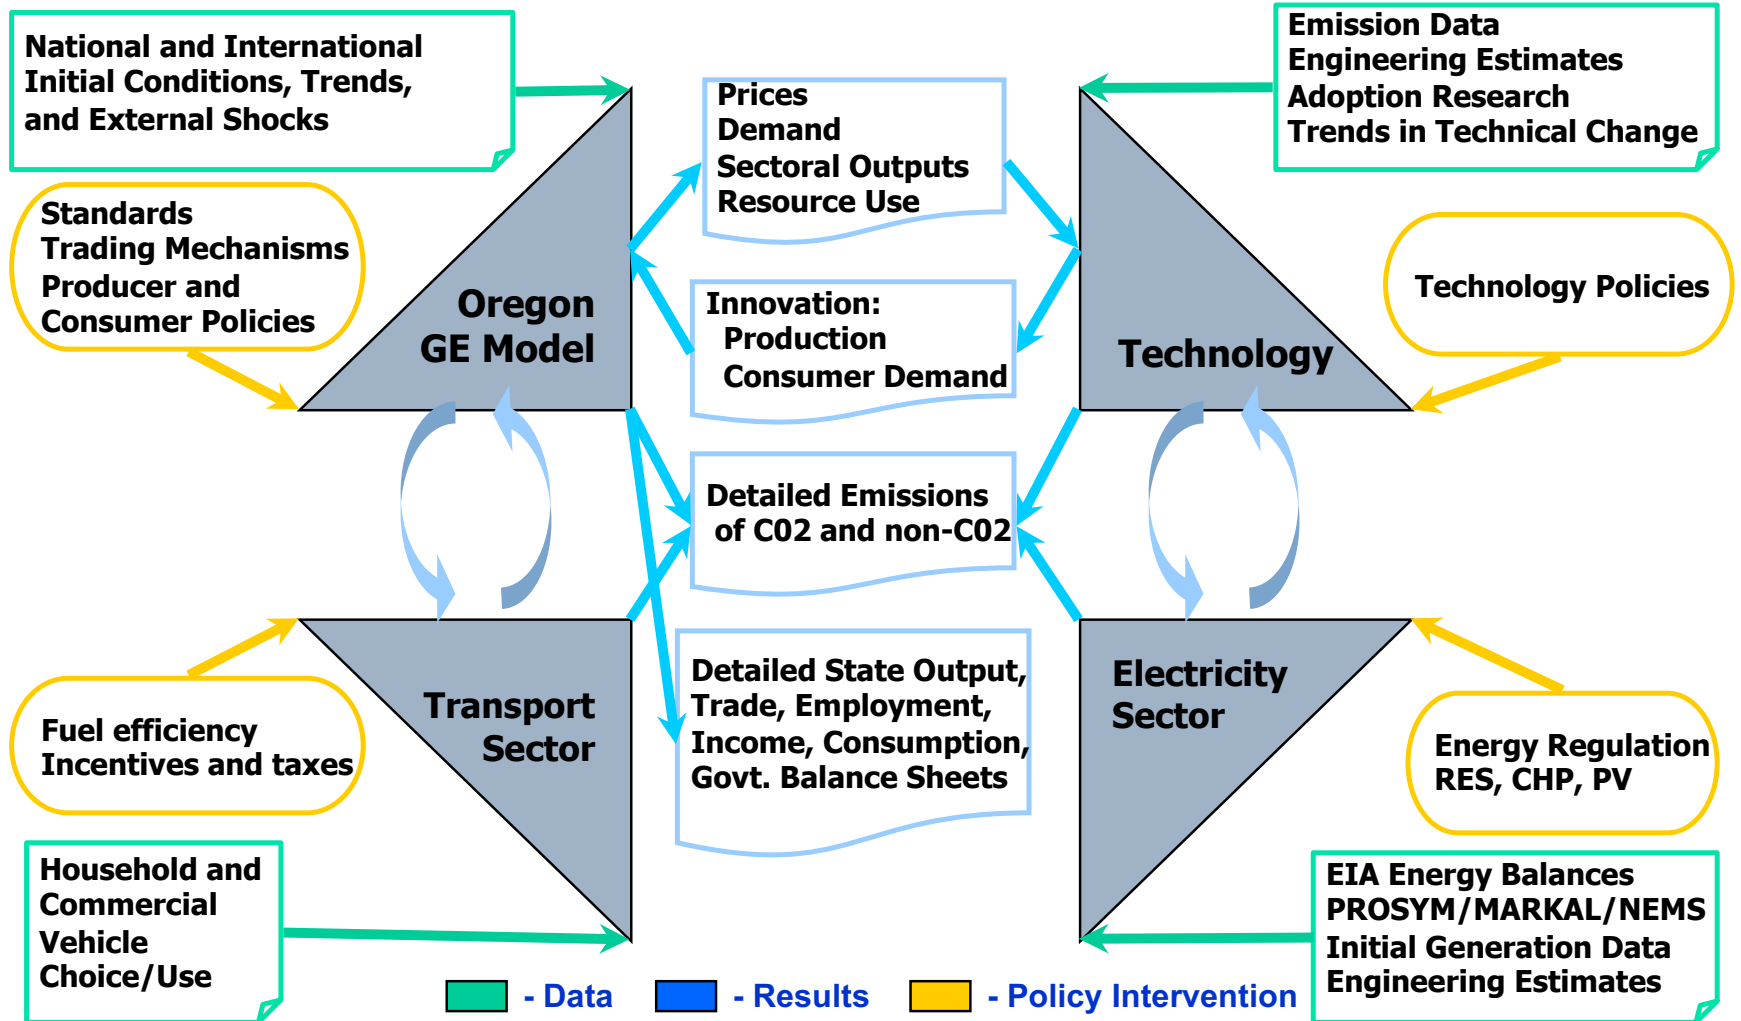 National and International
Initial Conditions, Trends,
and External Shocks
Emission Data
Engineering Estimates
Adoption Research
Trends in Technical Change
Prices
Demand
Sectoral Outputs
Resource Use
Standards
Trading Mechanisms
Producer and
Consumer Policies
Technology Policies
Oregon
GE Model
Innovation:
Production
Consumer Demand
Technology
Detailed Emissions
of C02 and non-C02
Transport
Sector
Detailed State Output,
Trade, Employment,
Income, Consumption,
Govt. Balance Sheets
Electricity
Sector
Fuel efficiency
Incentives and taxes
Energy Regulation
RES, CHP, PV
Household and
Commercial
Vehicle
Choice/Use
EIA Energy Balances
PROSYM/MARKAL/NEMS
Initial Generation Data
Engineering Estimates
- Data - Results - Policy Intervention